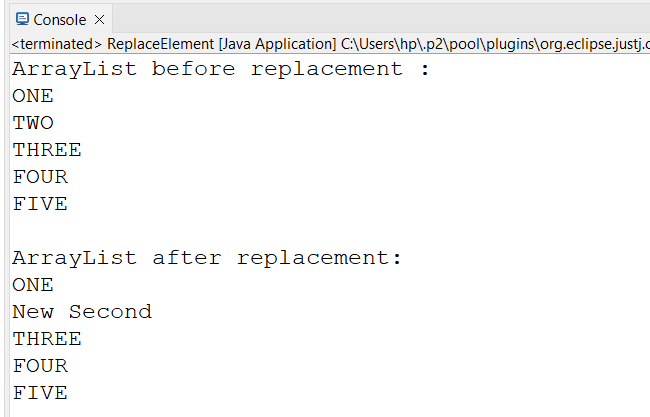 Console
<terminated> ReplaceElement [Java Application] C:\Users\hp\.p2\pool\plugins\org.eclipse.justj.o
ArrayList before replacement :
ONE
TWO
THREE
FOUR
FIVE
ArrayList after replacement:
ONE
New Second
THREE
FOUR
FIVE